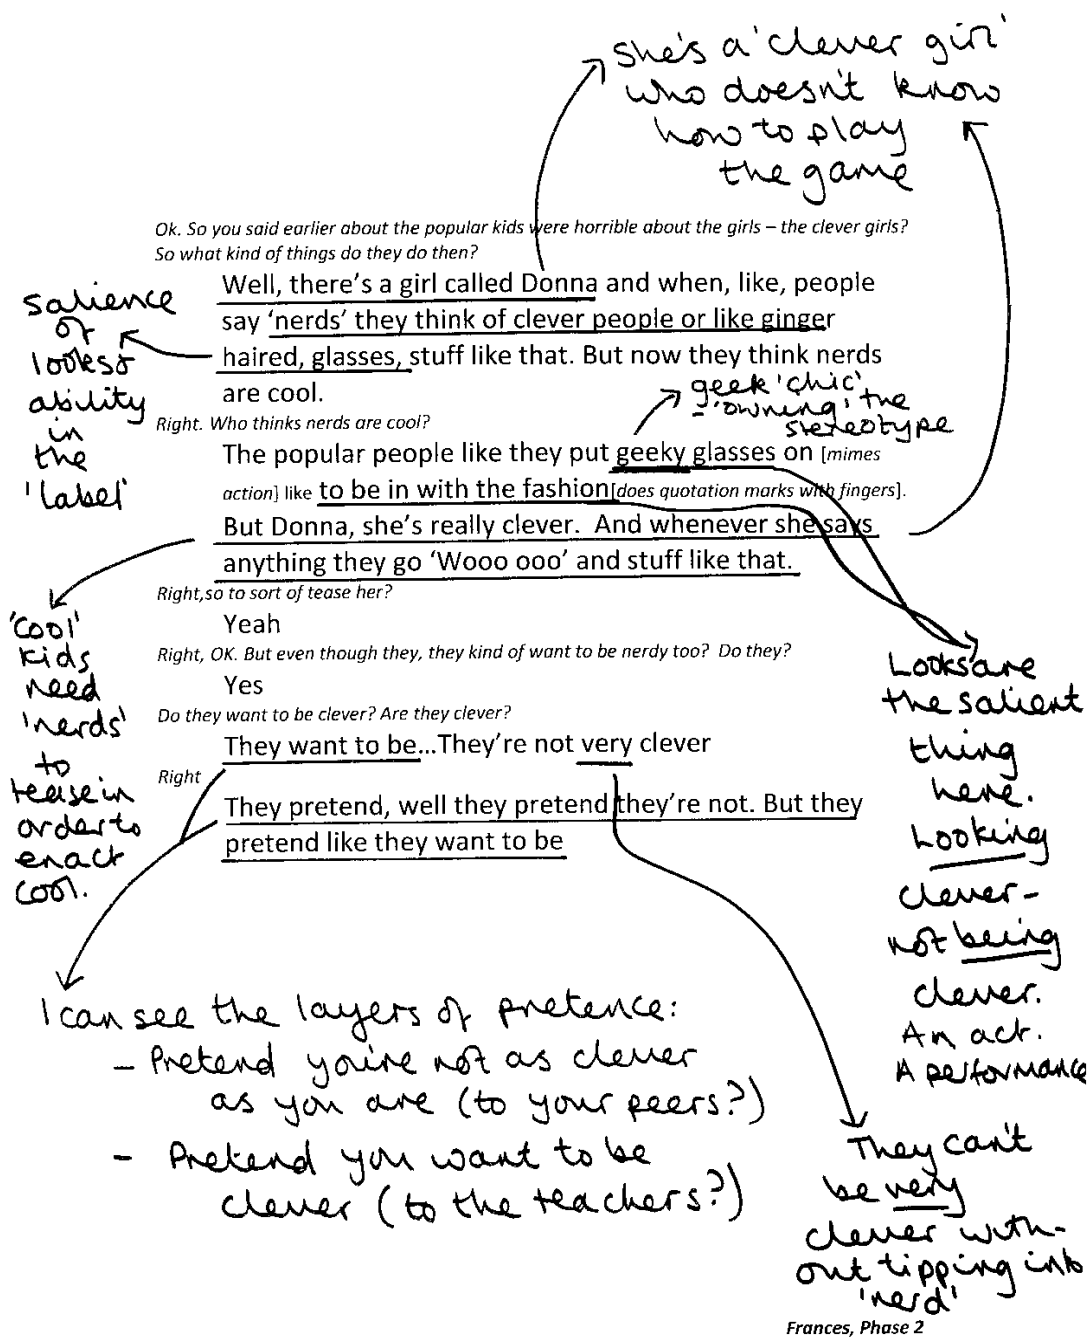 She's a 'clever girl'
who doesn't know
how to play
the game
Ok. So you said earlier about the popular kids were horrible about the girls – the clever girls?
So what kind of things do they do then?
Well, there's a girl called Donna and when, like, people
say 'nerds' they think of clever people or like ginger
haired, glasses, stuff like that. But now they think nerds
are cool.
salience
of
looks &
ability
in
the
'label'
geek 'chic'
- 'owning' the
stereotype
Right. Who thinks nerds are cool?
The popular people like they put geeky glasses on [mimes
action] like to be in with the fashion[does quotation marks with fingers].
But Donna, she's really clever.  And whenever she says
anything they go 'Wooo ooo' and stuff like that.
Right,so to sort of tease her?
Yeah
Right, OK. But even though they, they kind of want to be nerdy too?  Do they?
Yes
Do they want to be clever? Are they clever?
They want to be...They're not very clever
Right
They pretend, well they pretend they're not. But they
pretend like they want to be
'cool'
kids
need
'nerds'
to
tease in
order to
enact
cool.
Looks are
the salient
thing
here.
Looking
clever -
not being
clever.
An act.
A performance
I can see the layers of pretence:
- Pretend you're not as clever
as you are (to your peers?)
- Pretend you want to be
clever (to the teachers?)
They can't
be very
clever with-
out tipping into
'nerd'
Frances, Phase 2